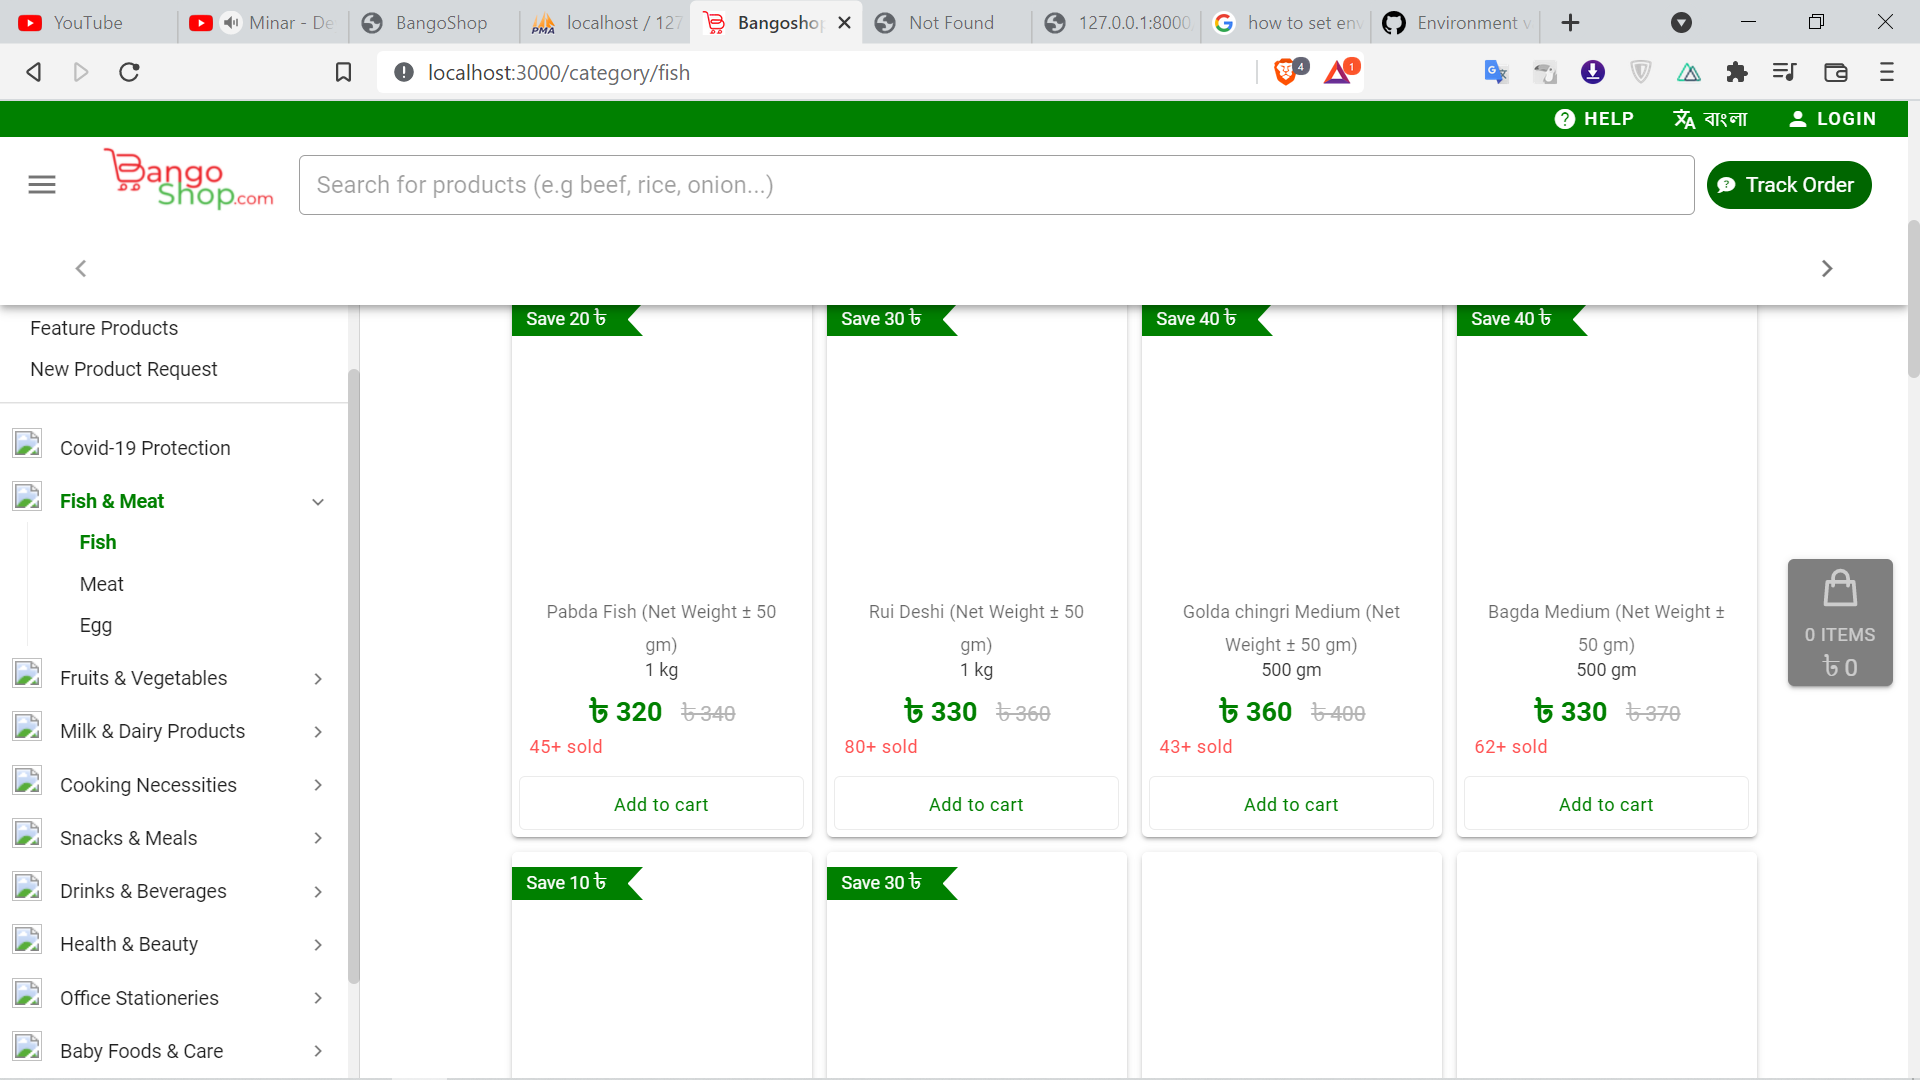 YouTube
Minar - De
BangoShop
localhost / 127
Bangoshop
Not Found
127.0.0.1:8000
how to set env
Environment v
localhost:3000/category/fish
4
1
HELP
বাংলা
LOGIN
Bango
Shop.com
Search for products (e.g beef, rice, onion...)
Track Order
Feature Products
New Product Request
Covid-19 Protection
Fish & Meat
Fish
Meat
Egg
Fruits & Vegetables
Milk & Dairy Products
Cooking Necessities
Snacks & Meals
Drinks & Beverages
Health & Beauty
Office Stationeries
Baby Foods & Care
Save 20 ৳
Pabda Fish (Net Weight ± 50
gm)
1 kg
৳ 320 ৳ 340
45+ sold
Add to cart
Save 30 ৳
Rui Deshi (Net Weight ± 50
gm)
1 kg
৳ 330 ৳ 360
80+ sold
Add to cart
Save 40 ৳
Golda chingri Medium (Net
Weight ± 50 gm)
500 gm
৳ 360 ৳ 400
43+ sold
Add to cart
Save 40 ৳
Bagda Medium (Net Weight ±
50 gm)
500 gm
৳ 330 ৳ 370
62+ sold
Add to cart
Save 10 ৳
Save 30 ৳
0 ITEMS
৳ 0